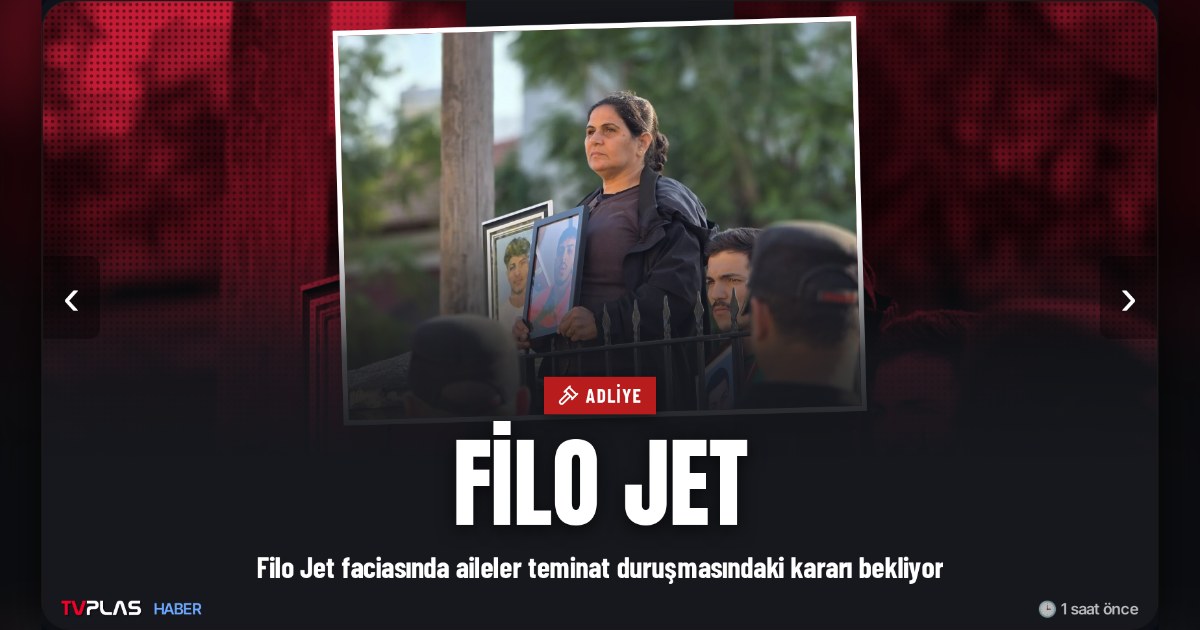 ADLİYE
FİLO JET
Filo Jet faciasında aileler teminat duruşmasındaki kararı bekliyor
TVPLAS HABER
1 saat önce